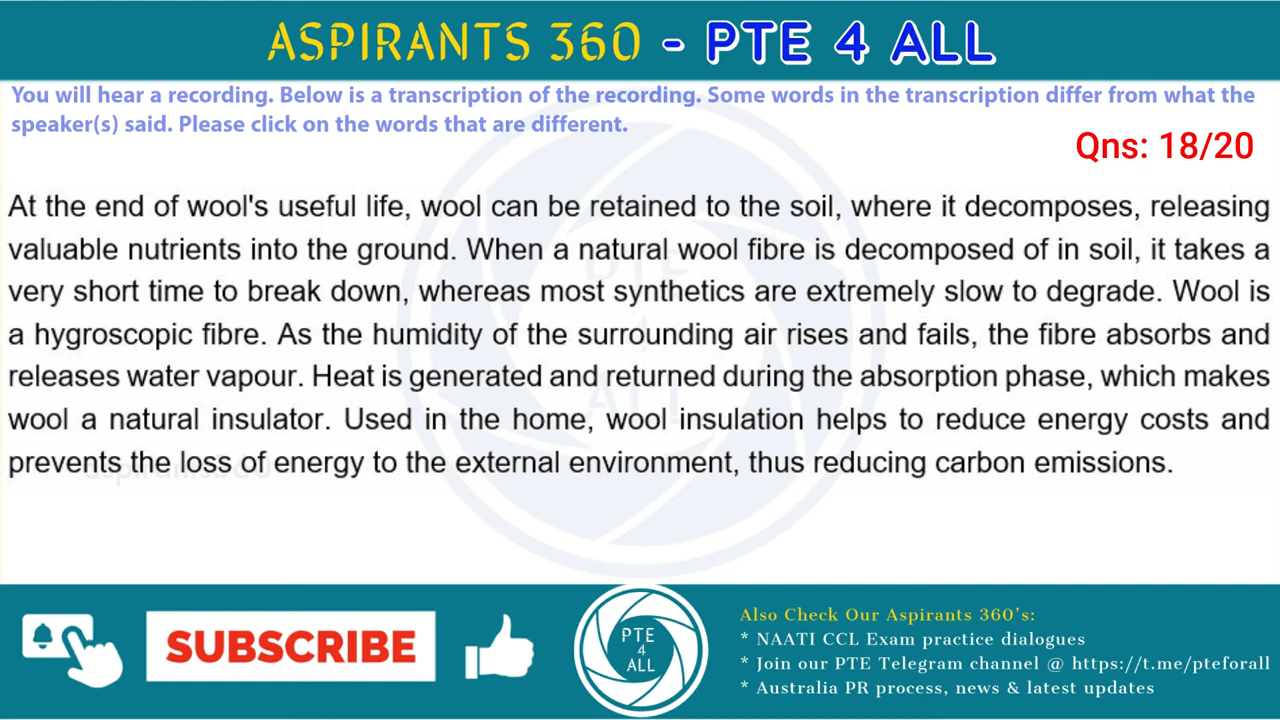 ASPIRANTS 360 - PTE 4 ALL
You will hear a recording. Below is a transcription of the recording. Some words in the transcription differ from what the
speaker(s) said. Please click on the words that are different.
Qns: 18/20
At the end of wool's useful life, wool can be retained to the soil, where it decomposes, releasing
valuable nutrients into the ground. When a natural wool fibre is decomposed of in soil, it takes a
very short time to break down, whereas most synthetics are extremely slow to degrade. Wool is
a hygroscopic fibre. As the humidity of the surrounding air rises and fails, the fibre absorbs and
releases water vapour. Heat is generated and returned during the absorption phase, which makes
wool a natural insulator. Used in the home, wool insulation helps to reduce energy costs and
prevents the loss of energy to the external environment, thus reducing carbon emissions.
aspirants360
PTE
4
ALL
SUBSCRIBE
PTE
4
ALL
Also Check Our Aspirants 360's:
* NAATI CCL Exam practice dialogues
* Join our PTE Telegram channel @ https://t.me/pteforall
* Australia PR process, news & latest updates